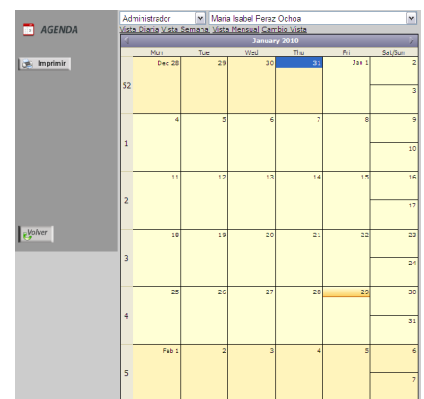 AGENDA
Imprimir
Volver
Administrador Maria Isabel Feraz Ochoa
Vista Diaria Vista Semana Vista Mensual Cambio Vista
January 2010
Mon Tue Wed Thu Fri Sat/Sun
52 Dec 28 29 30 31 Jan 1 2
3
1 4 5 6 7 8 9
10
2 11 12 13 14 15 16
17
3 18 19 20 21 22 23
24
4 25 26 27 28 29 30
31
5 Feb 1 2 3 4 5 6
7